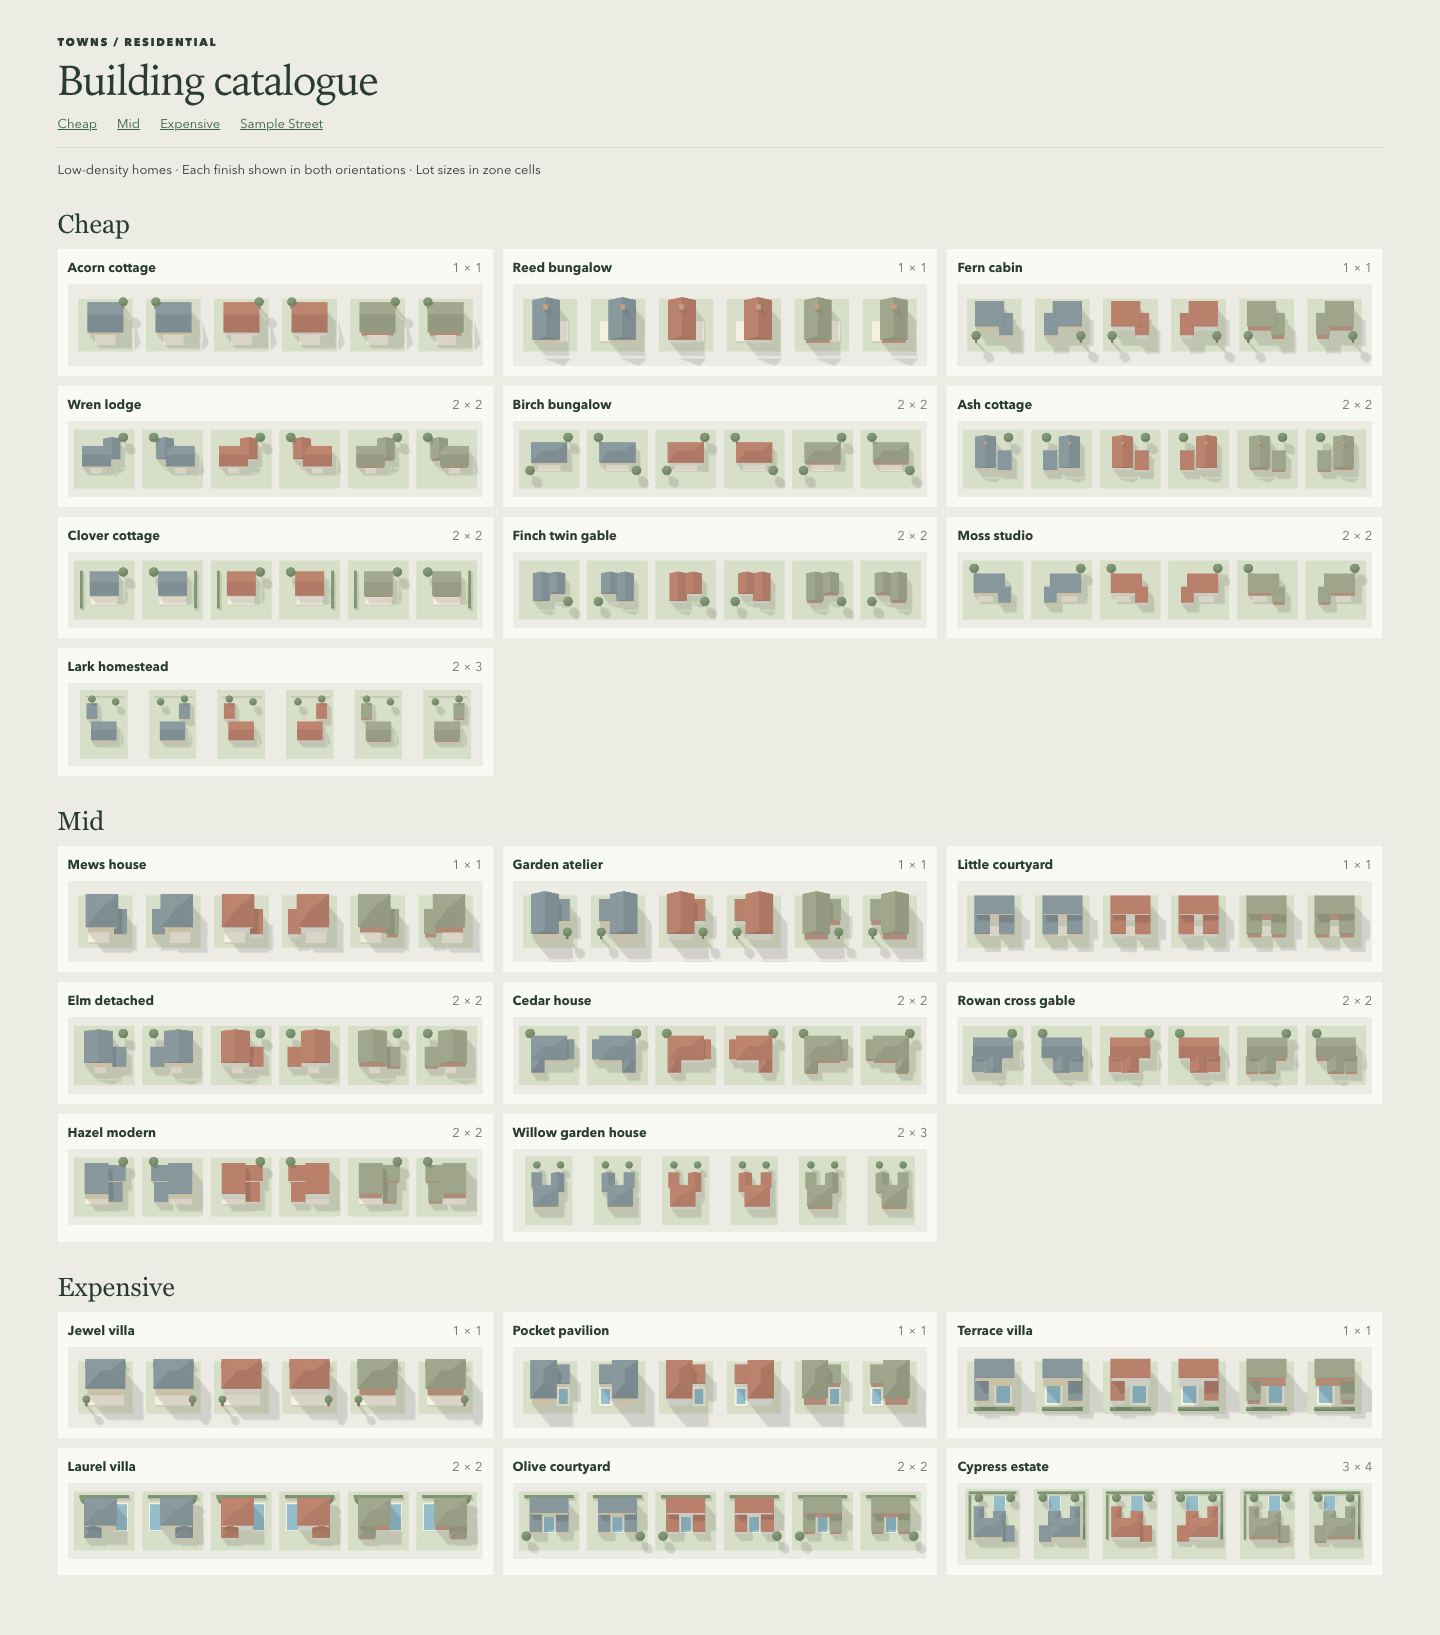 TOWNS / RESIDENTIAL
Building catalogue
Cheap Mid Expensive Sample Street
Low-density homes · Each finish shown in both orientations · Lot sizes in zone cells
Cheap
Acorn cottage 1 × 1
Reed bungalow 1 × 1
Fern cabin 1 × 1
Wren lodge 2 × 2
Birch bungalow 2 × 2
Ash cottage 2 × 2
Clover cottage 2 × 2
Finch twin gable 2 × 2
Moss studio 2 × 2
Lark homestead 2 × 3
Mid
Mews house 1 × 1
Garden atelier 1 × 1
Little courtyard 1 × 1
Elm detached 2 × 2
Cedar house 2 × 2
Rowan cross gable 2 × 2
Hazel modern 2 × 2
Willow garden house 2 × 3
Expensive
Jewel villa 1 × 1
Pocket pavilion 1 × 1
Terrace villa 1 × 1
Laurel villa 2 × 2
Olive courtyard 2 × 2
Cypress estate 3 × 4